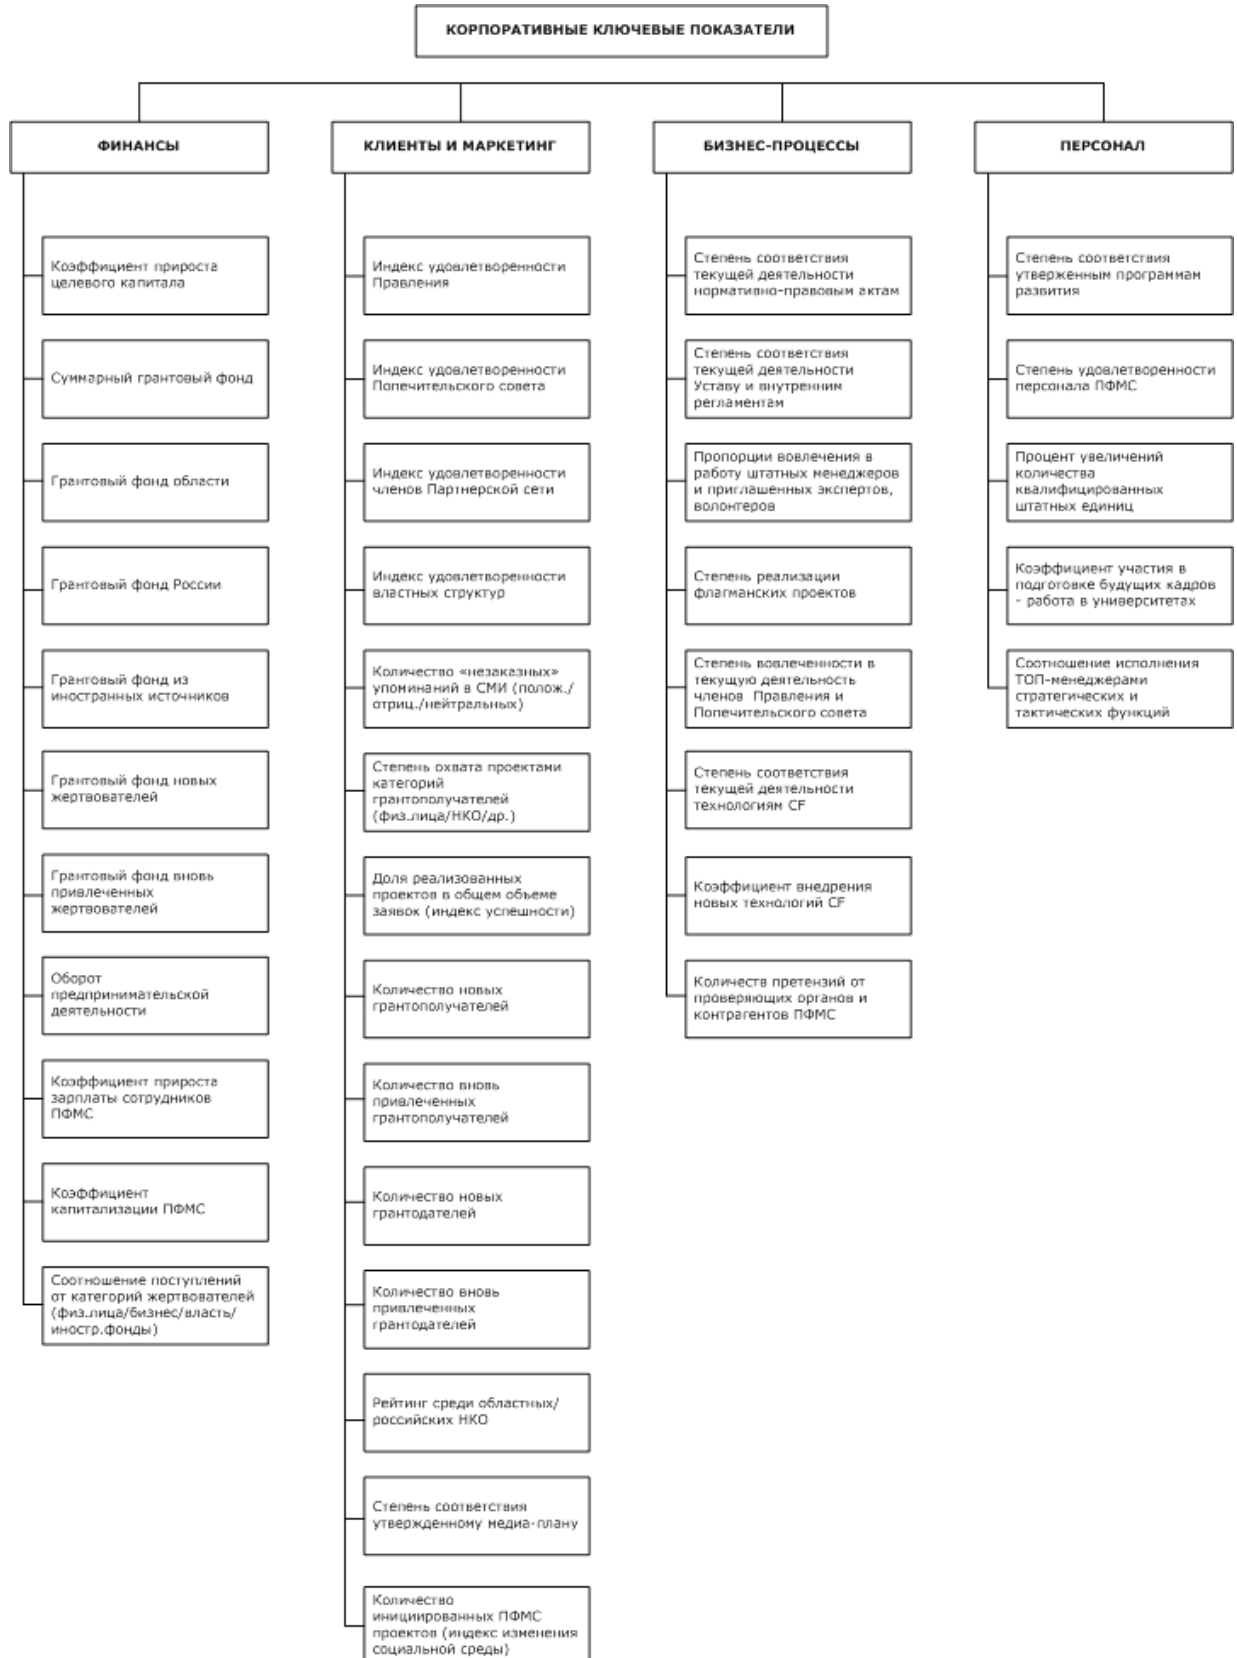 КОРПОРАТИВНЫЕ КЛЮЧЕВЫЕ ПОКАЗАТЕЛИ
ФИНАНСЫ
Коэффициент прироста
целевого капитала
Суммарный грантовый фонд
Грантовый фонд области
Грантовый фонд России
Грантовый фонд из
иностранных источников
Грантовый фонд новых
жертвователей
Грантовый фонд вновь
привлеченных
жертвователей
Оборот
предпринимательской
деятельности
Коэффициент прироста
зарплаты сотрудников
ПФМС
Коэффициент
капитализации ПФМС
Соотношение поступлений
от категорий жертвователей
(физ.лица/бизнес/власть/
иностр.фонды)
КЛИЕНТЫ И МАРКЕТИНГ
Индекс удовлетворенности
Правления
Индекс удовлетворенности
Попечительского совета
Индекс удовлетворенности
членов Партнерской сети
Индекс удовлетворенности
властных структур
Количество «незаказных»
упоминаний в СМИ (полож./
отриц./нейтральных)
Степень охвата проектами
категорий
грантополучателей
(физ.лица/НКО/др.)
Доля реализованных
проектов в общем объеме
заявок (индекс успешности)
Количество новых
грантополучателей
Количество вновь
привлеченных
грантополучателей
Количество новых
грантодателей
Количество вновь
привлеченных
грантодателей
Рейтинг среди областных/
российских НКО
Степень соответствия
утвержденному медиа-плану
Количество
инициированных ПФМС
проектов (индекс изменения
социальной среды)
БИЗНЕС-ПРОЦЕССЫ
Степень соответствия
текущей деятельности
нормативно-правовым актам
Степень соответствия
текущей деятельности
Уставу и внутренним
регламентам
Пропорции вовлечения в
работу штатных менеджеров
и приглашенных экспертов,
волонтеров
Степень реализации
флагманских проектов
Степень вовлеченности в
текущую деятельность
членов Правления и
Попечительского совета
Степень соответствия
текущей деятельности
технологиям CF
Коэффициент внедрения
новых технологий CF
Количеств претензий от
проверяющих органов и
контрагентов ПФМС
ПЕРСОНАЛ
Степень соответствия
утверженным программам
развития
Степень удовлетворенности
персонала ПФМС
Процент увеличений
количества
квалифицированных
штатных единиц
Коэффициент участия в
подготовке будущих кадров
- работа в университетах
Соотношение исполнения
ТОП-менеджерами
стратегических и
тактических функций